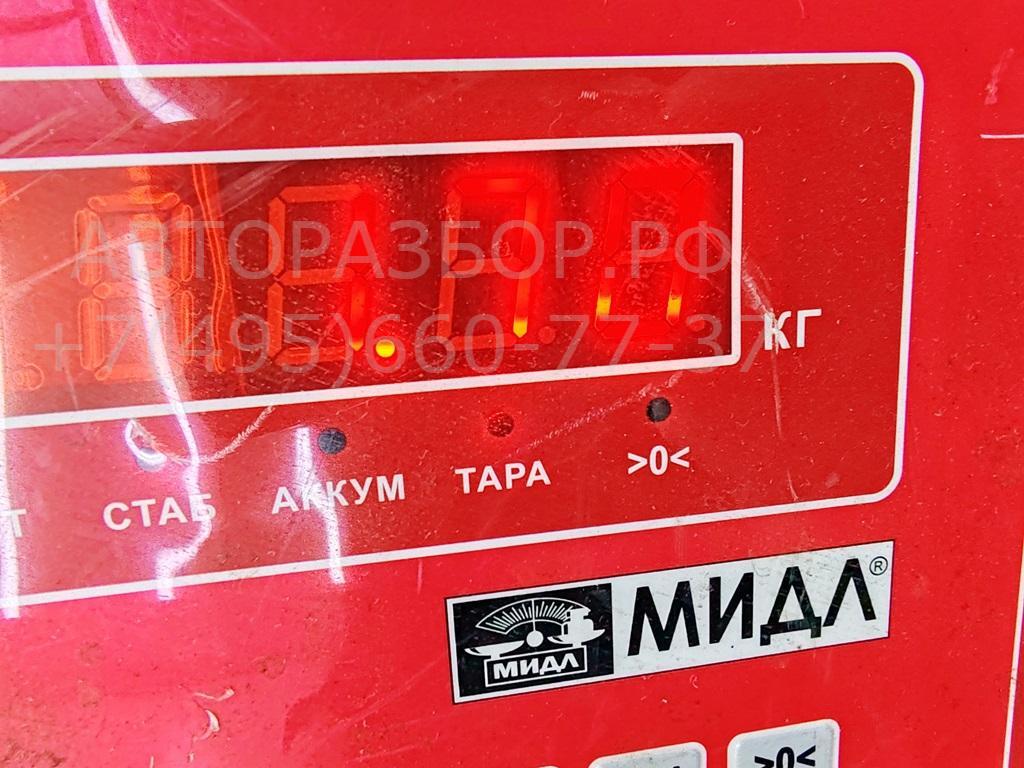 АВТОРАЗБОР.РФ
+7(495)660-77-37
КГ
Т СТАБ АККУМ ТАРА >0<
МИДЛ МИДЛ®
>0<